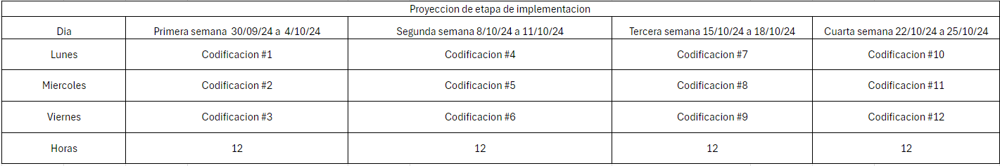 Proyeccion de etapa de implementacion
Dia Primera semana 30/09/24 a 4/10/24 Segunda semana 8/10/24 a 11/10/24 Tercera semana 15/10/24 a 18/10/24 Cuarta semana 22/10/24 a 25/10/24
Lunes Codificacion #1 Codificacion #4 Codificacion #7 Codificacion #10
Miercoles Codificacion #2 Codificacion #5 Codificacion #8 Codificacion #11
Viernes Codificacion #3 Codificacion #6 Codificacion #9 Codificacion #12
Horas 12 12 12 12